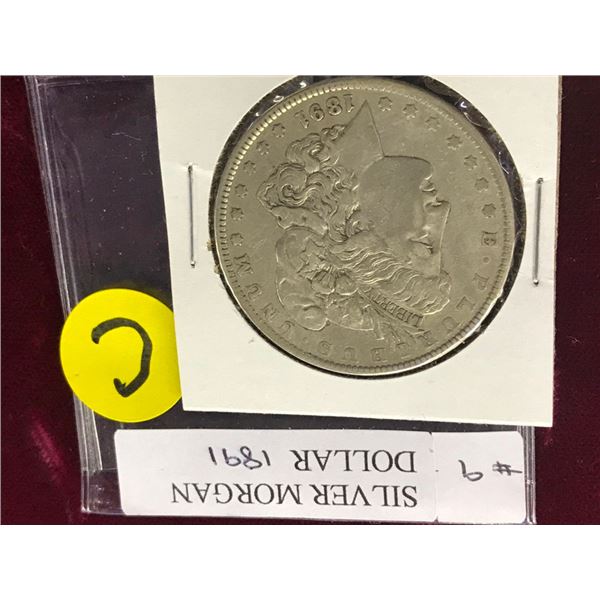 # 9
SILVER MORGAN
DOLLAR 1891
C
E · PLURIBUS · UNUM
LIBERTY
1891